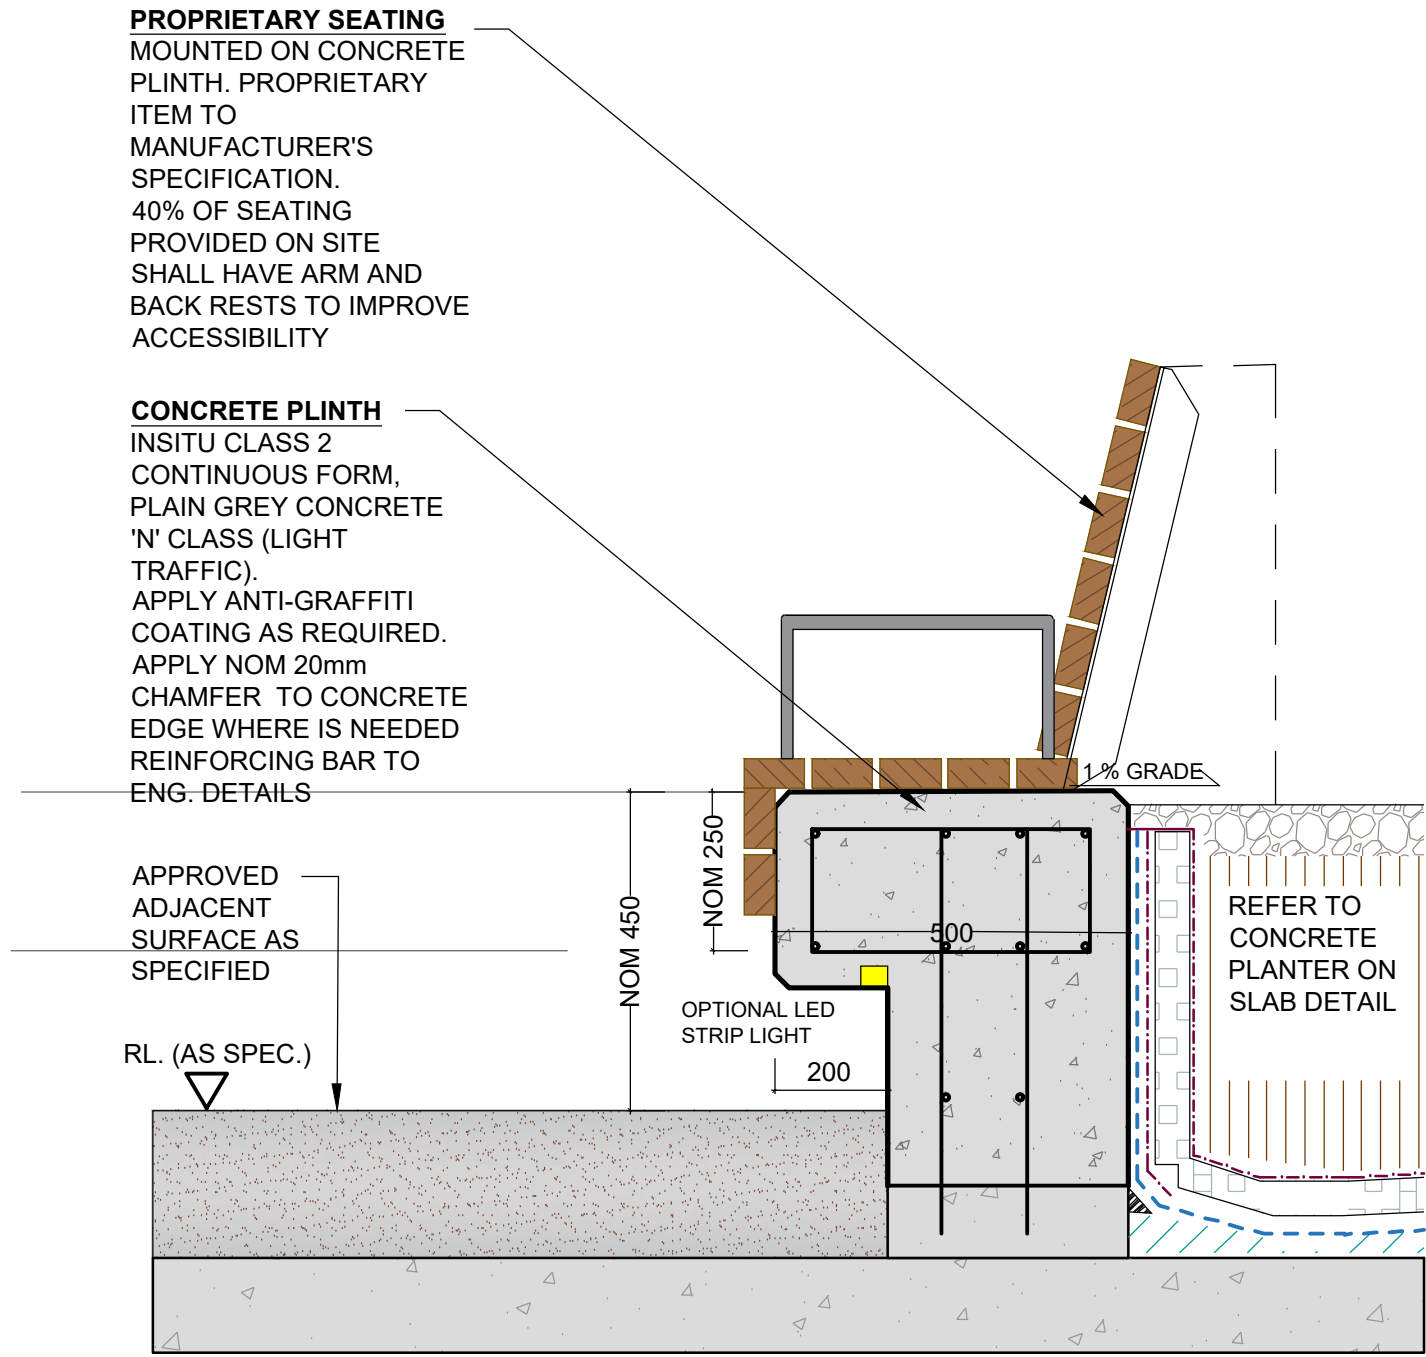 PROPRIETARY SEATING
MOUNTED ON CONCRETE
PLINTH. PROPRIETARY
ITEM TO
MANUFACTURER'S
SPECIFICATION.
40% OF SEATING
PROVIDED ON SITE
SHALL HAVE ARM AND
BACK RESTS TO IMPROVE
ACCESSIBILITY
CONCRETE PLINTH
INSITU CLASS 2
CONTINUOUS FORM,
PLAIN GREY CONCRETE
'N' CLASS (LIGHT
TRAFFIC).
APPLY ANTI-GRAFFITI
COATING AS REQUIRED.
APPLY NOM 20mm
CHAMFER TO CONCRETE
EDGE WHERE IS NEEDED
REINFORCING BAR TO
ENG. DETAILS
APPROVED
ADJACENT
SURFACE AS
SPECIFIED
RL. (AS SPEC.)
NOM 450
NOM 250
500
1 % GRADE
OPTIONAL LED
STRIP LIGHT
200
REFER TO
CONCRETE
PLANTER ON
SLAB DETAIL